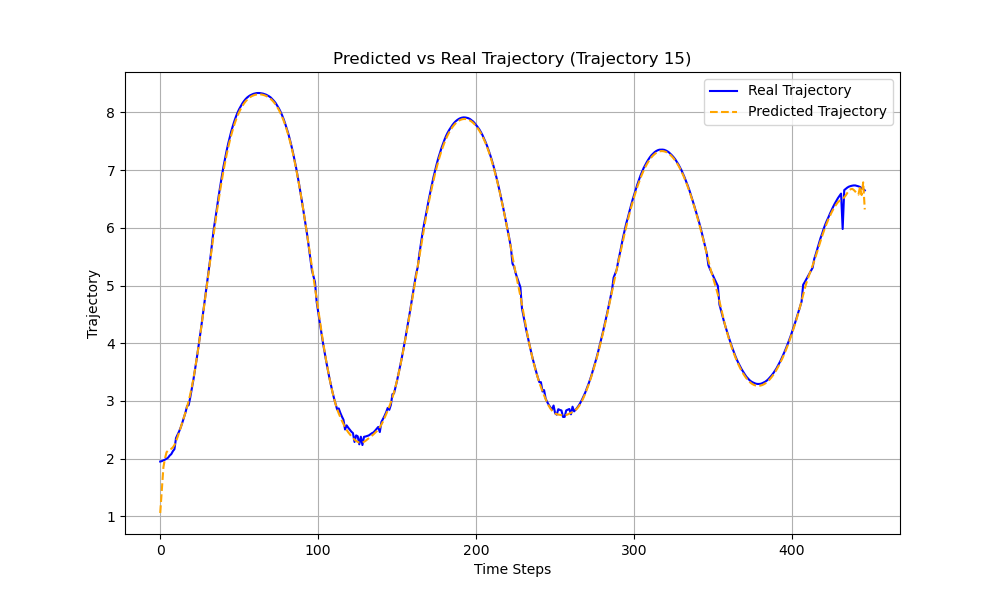 Predicted vs Real Trajectory (Trajectory 15)
Real Trajectory
Predicted Trajectory
8
7
6
5
4
3
2
1
Trajectory
0 100 200 300 400
Time Steps